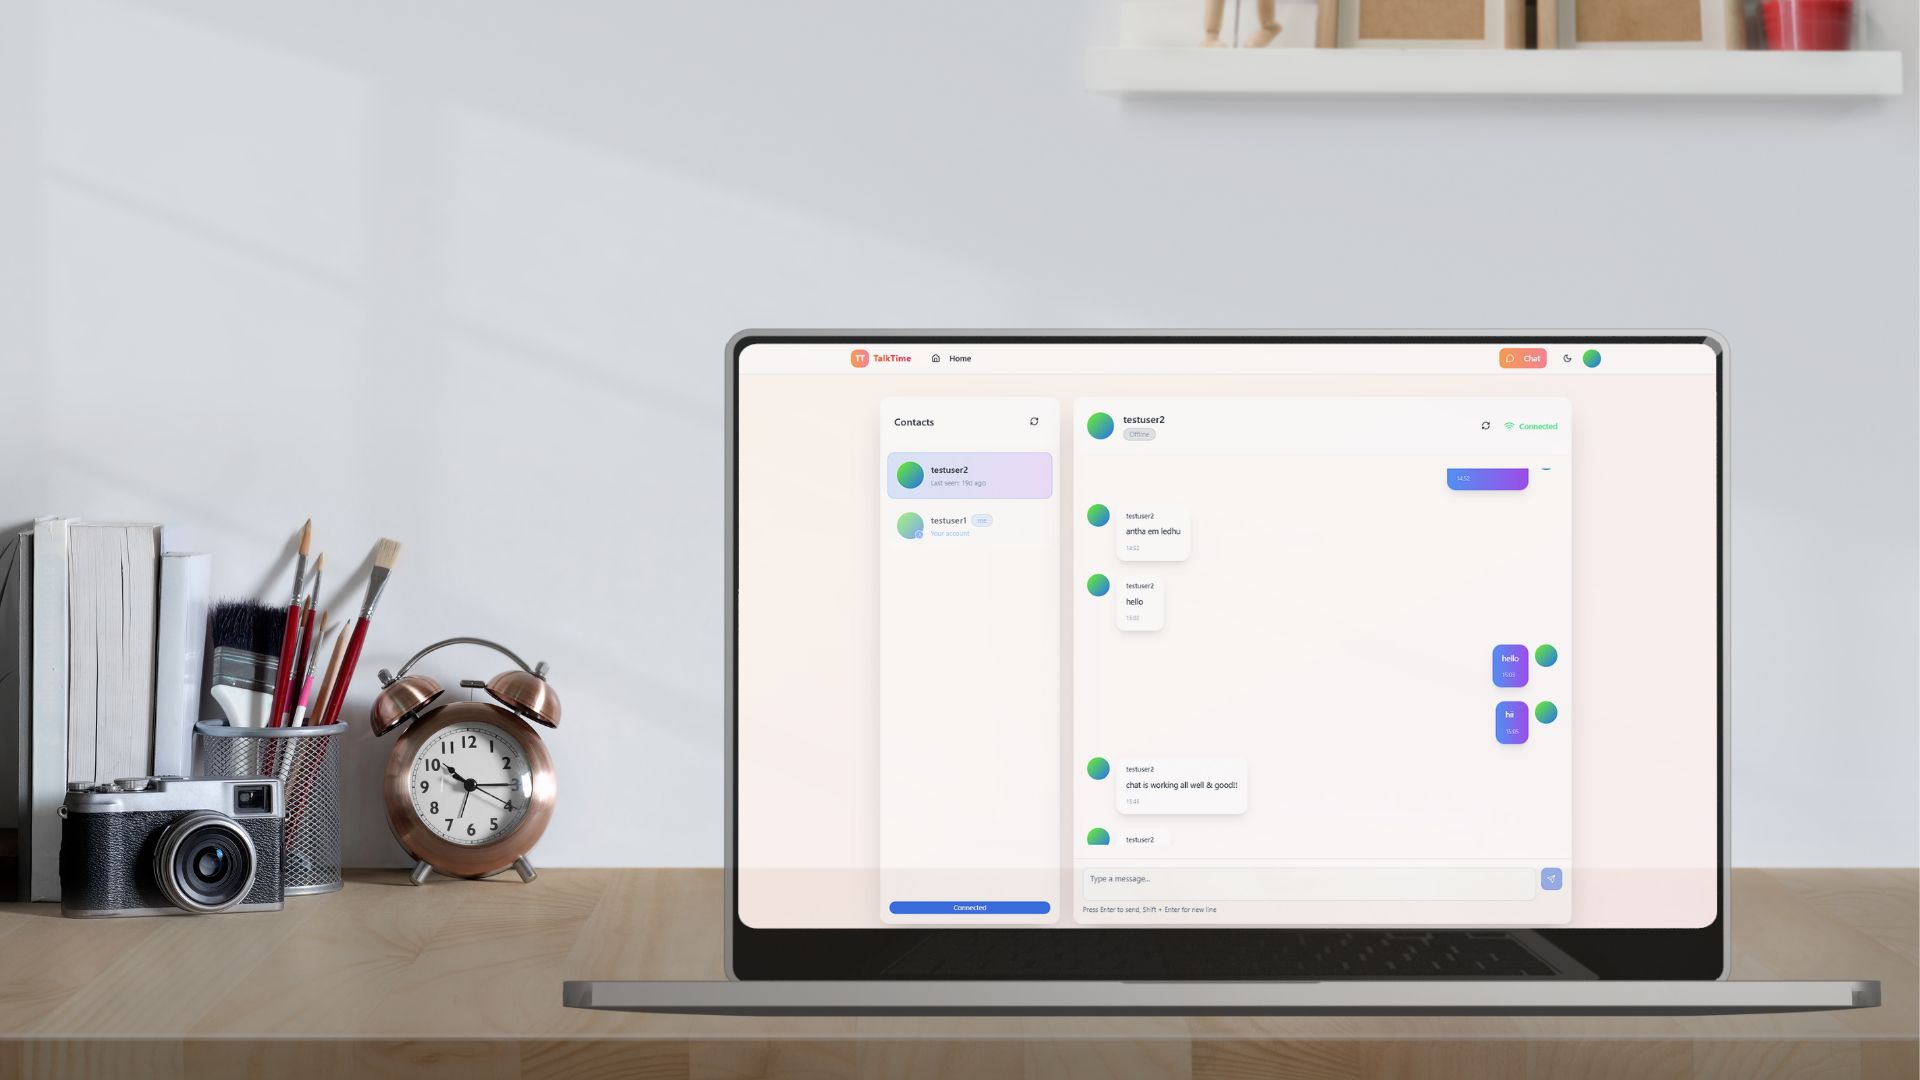 TT TalkTime
Home
Chat
Contacts
testuser2
Last seen: 19d ago
testuser1 me
Your account
Connected
testuser2
Offline
Connected
14:52
testuser2
antha em ledhu
14:52
testuser2
hello
15:02
hello
15:03
hii
15:05
testuser2
chat is working all well & good!!
15:45
testuser2
Type a message...
Press Enter to send, Shift + Enter for new line
12
1
2
3
4
5
6
7
8
9
10
11